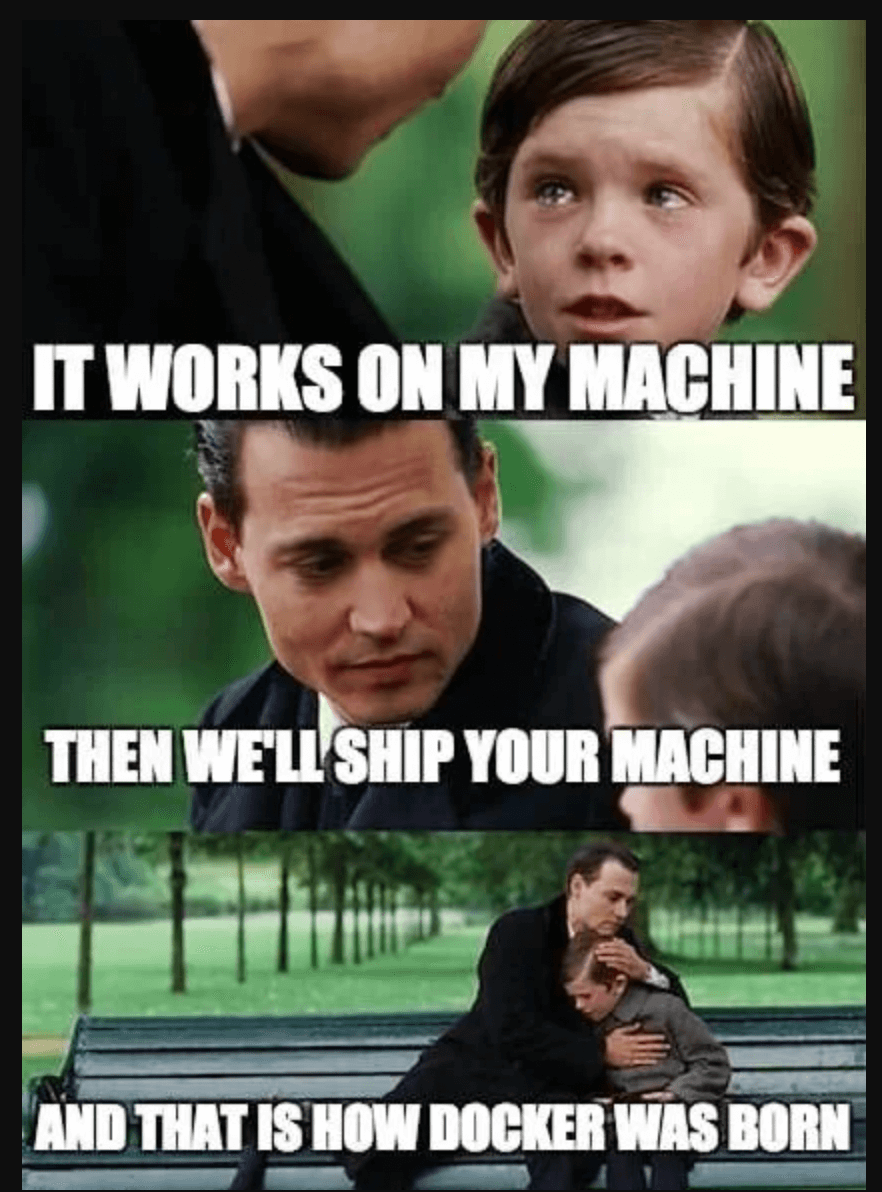 IT WORKS ON MY MACHINE
THEN WE'LL SHIP YOUR MACHINE
AND THAT IS HOW DOCKER WAS BORN